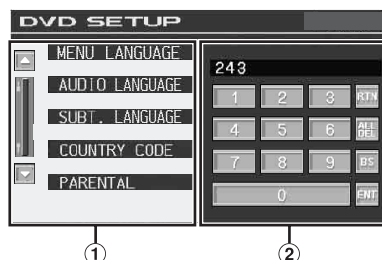 DVD SETUP
MENU LANGUAGE
AUDIO LANGUAGE
SUBT. LANGUAGE
COUNTRY CODE
PARENTAL
243
1 2 3 RTN
4 5 6 ALL DEL
7 8 9 BS
0 ENT
1 2